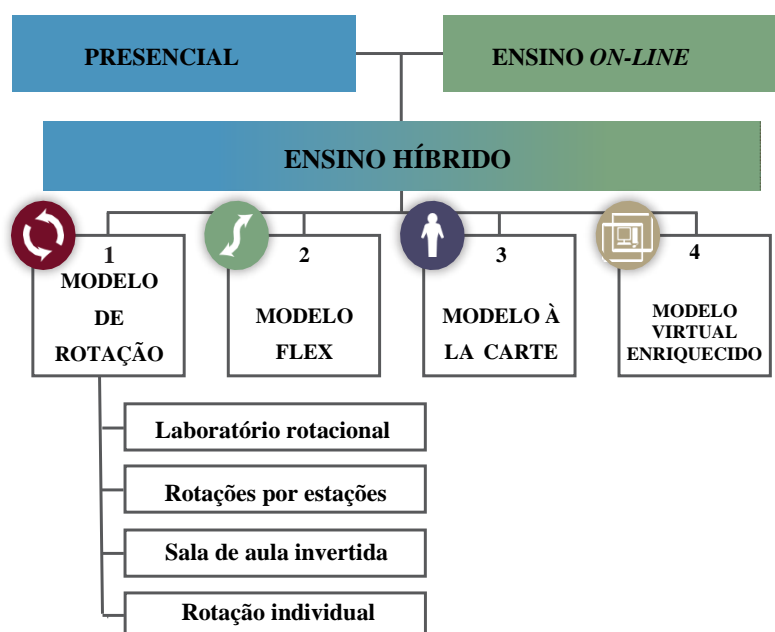 PRESENCIAL
ENSINO ON-LINE
ENSINO HÍBRIDO
1
MODELO
DE
ROTAÇÃO
2
MODELO
FLEX
3
MODELO À
LA CARTE
4
MODELO
VIRTUAL
ENRIQUECIDO
Laboratório rotacional
Rotações por estações
Sala de aula invertida
Rotação individual